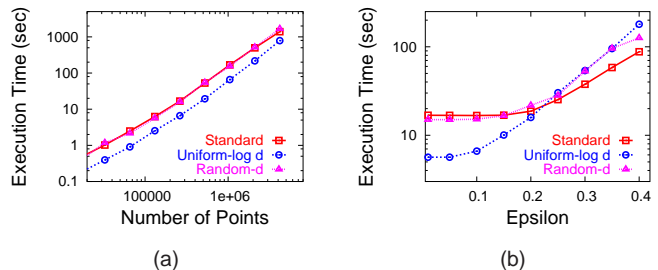 Execution Time (sec)
1000
100
10
1
0.1
Standard
Uniform-log d
Random-d
100000
1e+06
Number of Points
(a)
Execution Time (sec)
100
10
Standard
Uniform-log d
Random-d
0.1
0.2
0.3
0.4
Epsilon
(b)